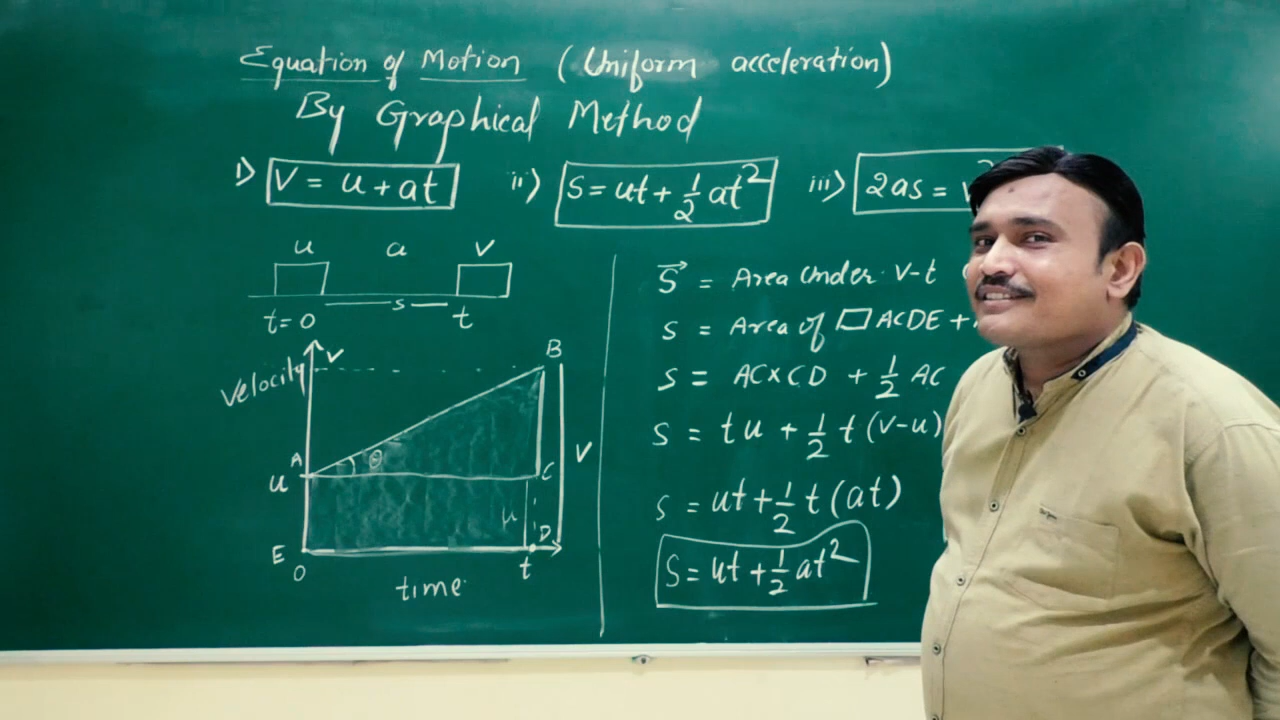 Equation of Motion (Uniform acceleration)
By Graphical Method
i) V = u + at ii) S = ut + 1/2 at² iii) 2as =
u a V
s
t = 0 t
Velocity V B
A θ C V
u
u
E D
0 t
time
S⃗ = Area Under V-t
s = Area of ▭ ACDE +
s = AC×CD + 1/2 AC
s = tu + 1/2 t (v-u)
s = ut + 1/2 t (at)
S = ut + 1/2 at²